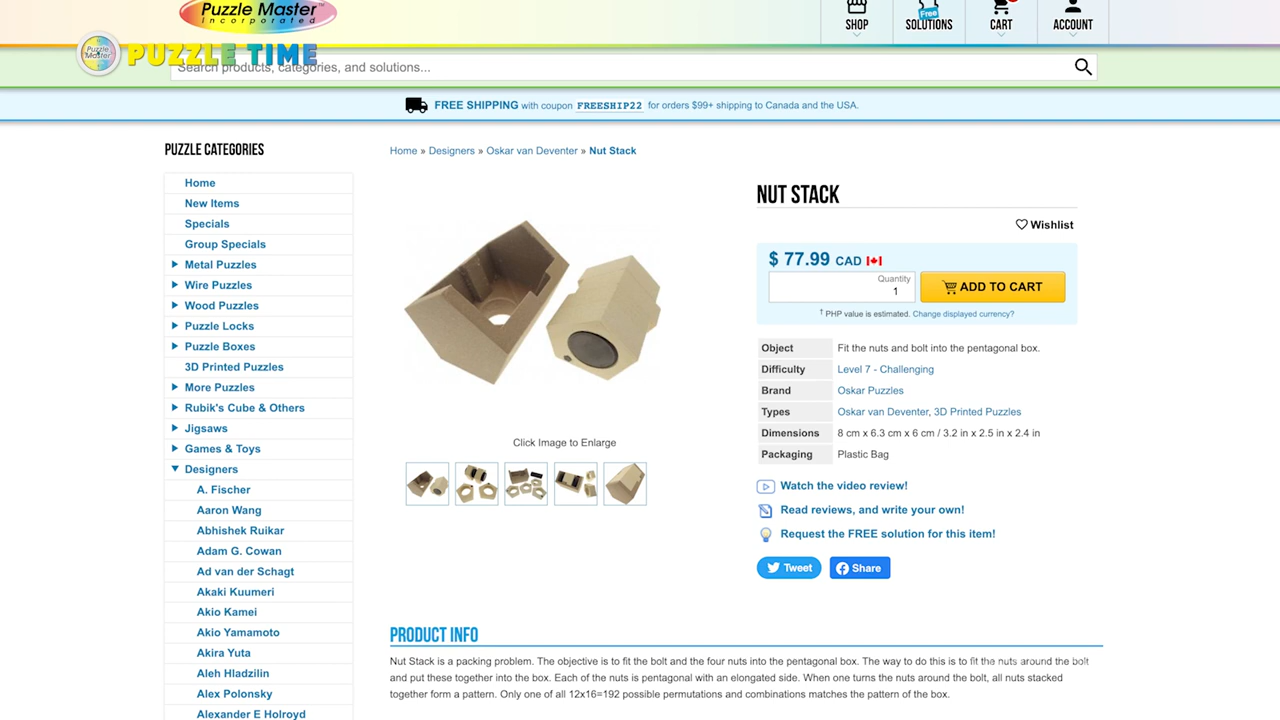 Puzzle Master
Incorporated
SHOP
Free
SOLUTIONS
CART
ACCOUNT
Puzzle Master
PUZZLE TIME
Search products, categories, and solutions...
FREE SHIPPING with coupon FREESHIP22 for orders $99+ shipping to Canada and the USA.
PUZZLE CATEGORIES
Home
New Items
Specials
Group Specials
Metal Puzzles
Wire Puzzles
Wood Puzzles
Puzzle Locks
Puzzle Boxes
3D Printed Puzzles
More Puzzles
Rubik's Cube & Others
Jigsaws
Games & Toys
Designers
A. Fischer
Aaron Wang
Abhishek Ruikar
Adam G. Cowan
Ad van der Schagt
Akaki Kuumeri
Akio Kamei
Akio Yamamoto
Akira Yuta
Aleh Hladzilin
Alex Polonsky
Alexander E Holroyd
Home » Designers » Oskar van Deventer » Nut Stack
Click Image to Enlarge
NUT STACK
Wishlist
$ 77.99 CAD
Quantity
1
ADD TO CART
† PHP value is estimated. Change displayed currency?
Object Fit the nuts and bolt into the pentagonal box.
Difficulty Level 7 - Challenging
Brand Oskar Puzzles
Types Oskar van Deventer, 3D Printed Puzzles
Dimensions 8 cm x 6.3 cm x 6 cm / 3.2 in x 2.5 in x 2.4 in
Packaging Plastic Bag
Watch the video review!
Read reviews, and write your own!
Request the FREE solution for this item!
Tweet
Share
PRODUCT INFO
Nut Stack is a packing problem. The objective is to fit the bolt and the four nuts into the pentagonal box. The way to do this is to fit the nuts around the bolt
and put these together into the box. Each of the nuts is pentagonal with an elongated side. When one turns the nuts around the bolt, all nuts stacked
together form a pattern. Only one of all 12x16=192 possible permutations and combinations matches the pattern of the box.